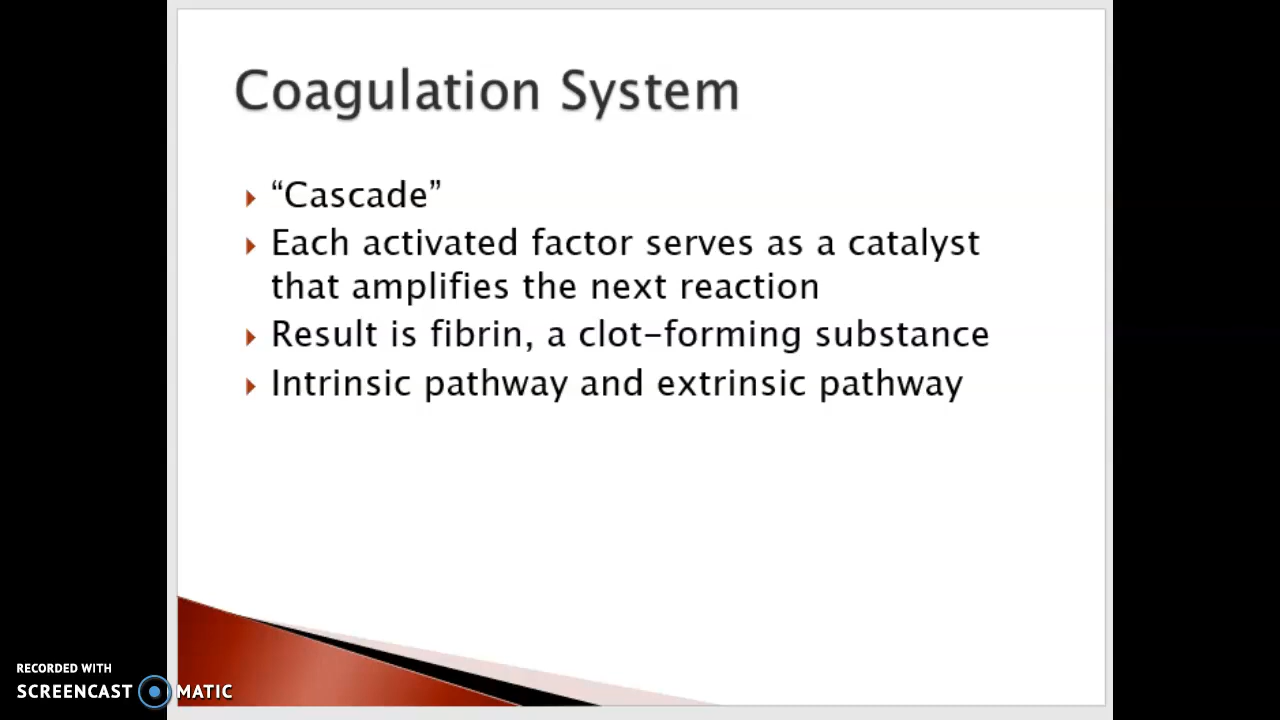 Coagulation System
“Cascade”
Each activated factor serves as a catalyst
that amplifies the next reaction
Result is fibrin, a clot-forming substance
Intrinsic pathway and extrinsic pathway
RECORDED WITH
SCREENCAST MATIC